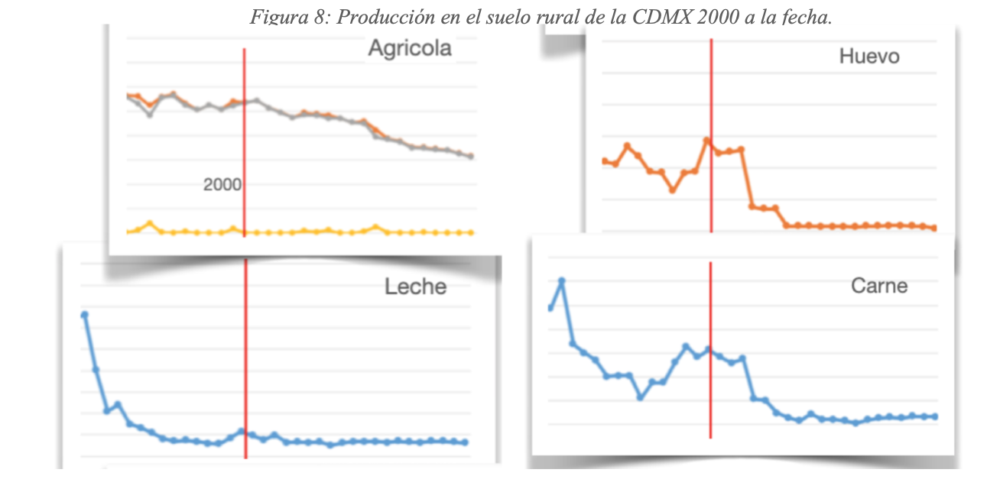 Figura 8: Producción en el suelo rural de la CDMX 2000 a la fecha.
Agricola
Huevo
2000
Leche
Carne